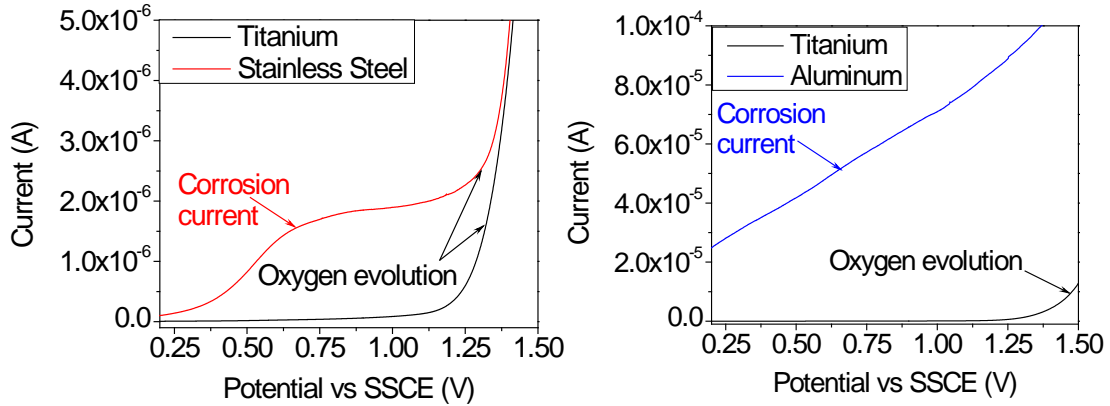 5.0x10⁻⁶
4.0x10⁻⁶
3.0x10⁻⁶
2.0x10⁻⁶
1.0x10⁻⁶
0.0
Current (A)
Titanium
Stainless Steel
Corrosion
current
Oxygen evolution
0.25 0.50 0.75 1.00 1.25 1.50
Potential vs SSCE (V)
1.0x10⁻⁴
8.0x10⁻⁵
6.0x10⁻⁵
4.0x10⁻⁵
2.0x10⁻⁵
0.0
Current (A)
Titanium
Aluminum
Corrosion
current
Oxygen evolution
0.25 0.50 0.75 1.00 1.25 1.50
Potential vs SSCE (V)